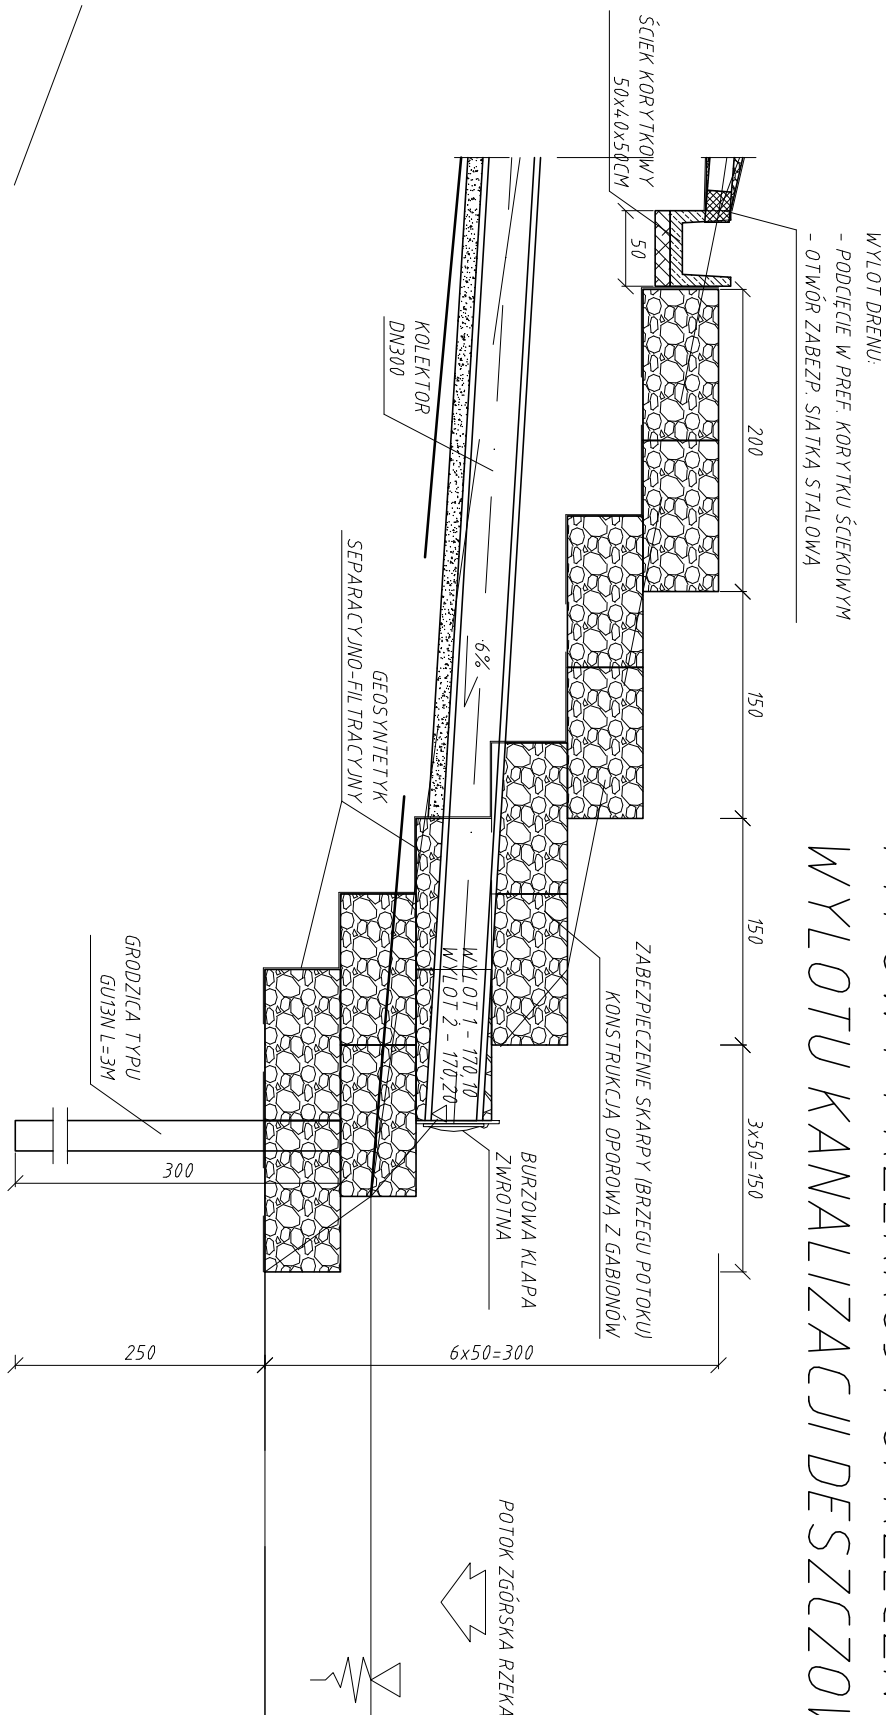 WYLOTU KANALIZACJI DESZCZOW
WYLOT DRENU:
- PODCIĘCIE W PREF. KORYTKU ŚCIEKOWYM
- OTWÓR ZABEZP. SIATKĄ STALOWĄ
ŚCIEK KORYTKOWY
50x40x50CM
50
200
150
150
3x50=150
KOLEKTOR
DN300
6%
GEOSYNTETYK
SEPARACYJNO-FILTRACYJNY
ZABEZPIECZENIE SKARPY (BRZEGU POTOKU)
KONSTRUKCJĄ OPOROWĄ Z GABIONÓW
WYLOT 1 - 170,10
WYLOT 2 - 170,20
BURZOWA KLAPA
ZWROTNA
GRODZICA TYPU
GU13N L=3M
300
250
6x50=300
POTOK ZGÓRSKA RZEKA